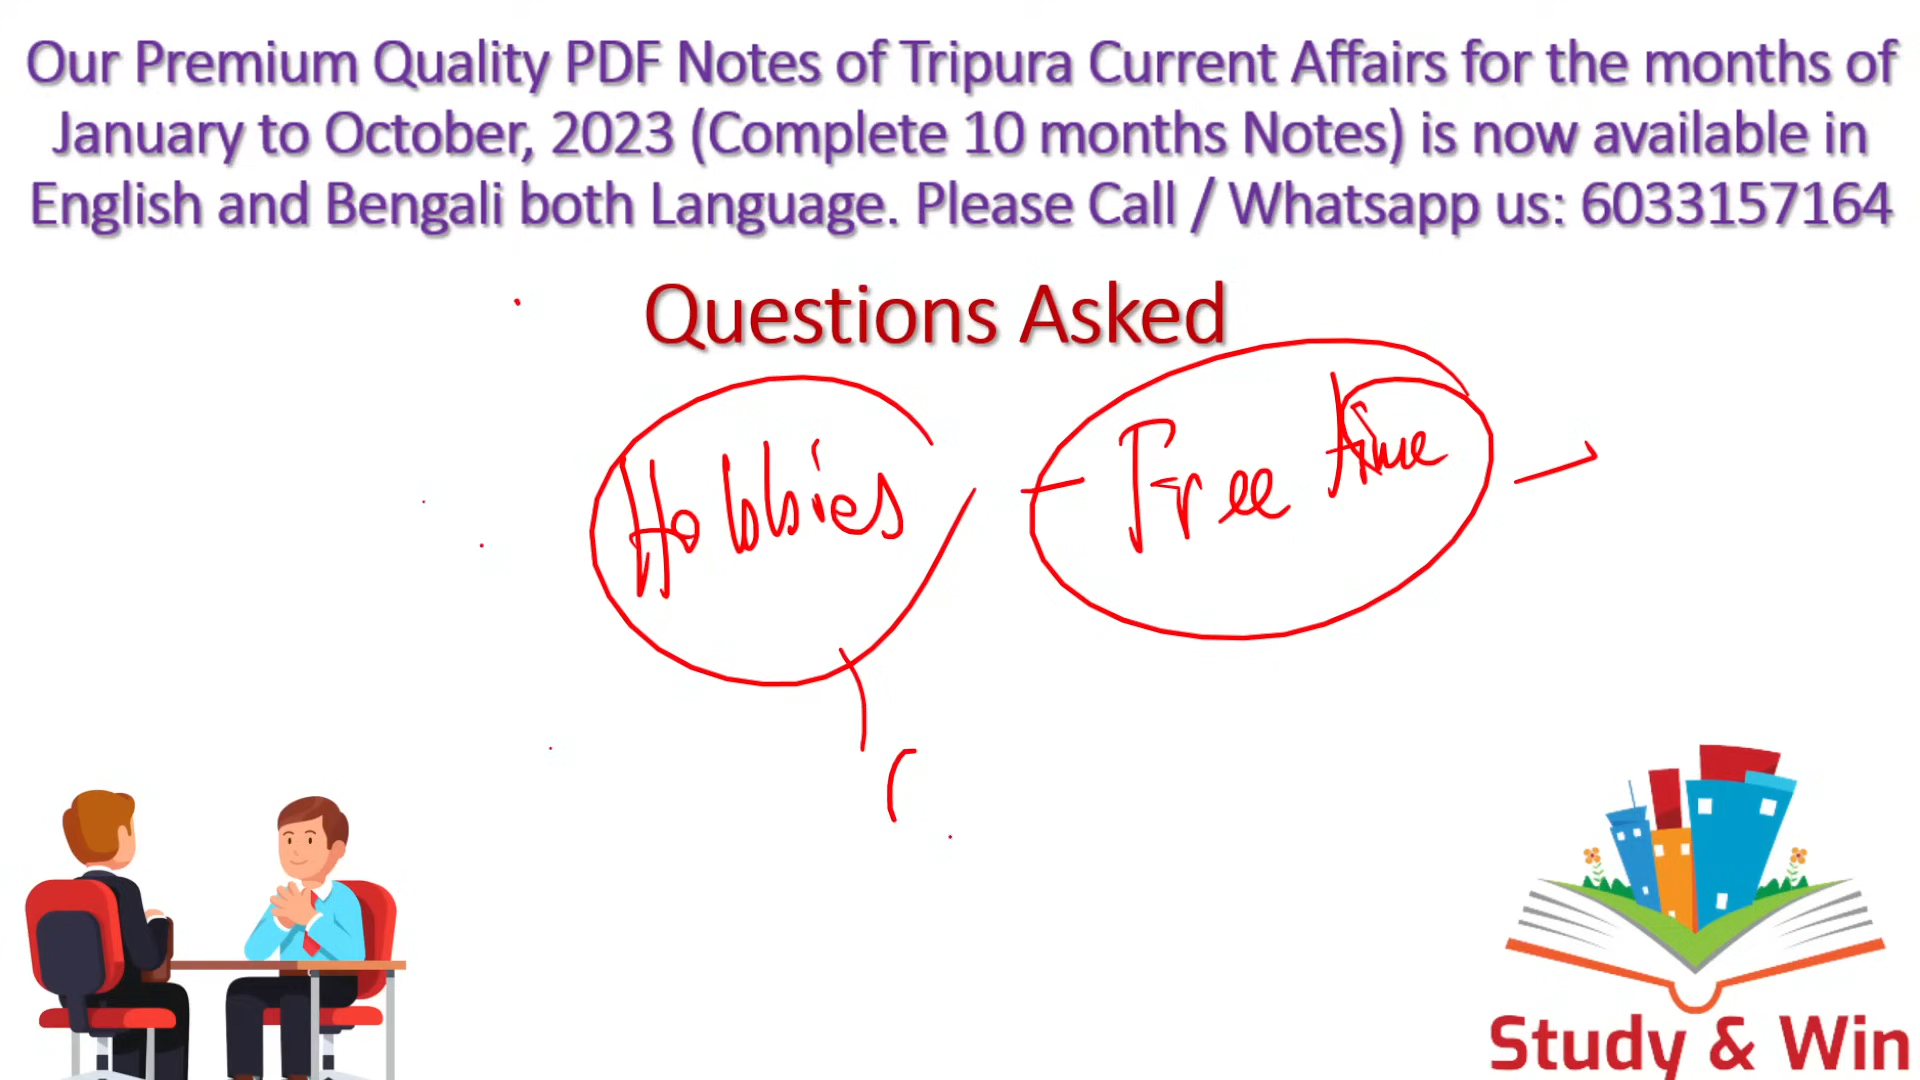 Our Premium Quality PDF Notes of Tripura Current Affairs for the months of
January to October, 2023 (Complete 10 months Notes) is now available in
English and Bengali both Language. Please Call / Whatsapp us: 6033157164
Questions Asked
Hobbies - Free time
Study & Win